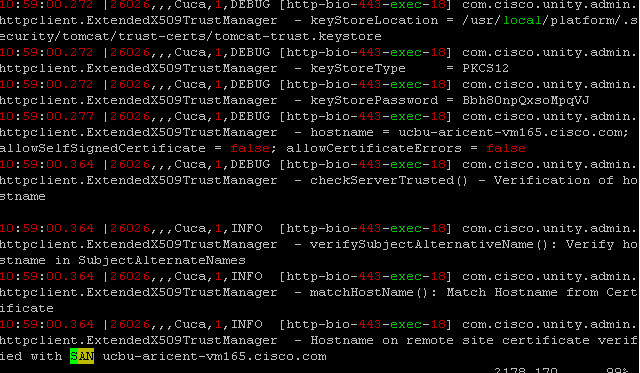 10:59:00.272 |26026,,,Cuca,1,DEBUG [http-bio-443-exec-18] com.cisco.unity.admin.
httpclient.ExtendedX509TrustManager - keyStoreLocation = /usr/local/platform/.s
ecurity/tomcat/trust-certs/tomcat-trust.keystore
10:59:00.272 |26026,,,Cuca,1,DEBUG [http-bio-443-exec-18] com.cisco.unity.admin.
httpclient.ExtendedX509TrustManager - keyStoreType = PKCS12
10:59:00.272 |26026,,,Cuca,1,DEBUG [http-bio-443-exec-18] com.cisco.unity.admin.
httpclient.ExtendedX509TrustManager - keyStorePassword = Bbh8OnpQxsoMpqVJ
10:59:00.277 |26026,,,Cuca,1,DEBUG [http-bio-443-exec-18] com.cisco.unity.admin.
httpclient.ExtendedX509TrustManager - hostname = ucbu-aricent-vm165.cisco.com;
allowSelfSignedCertificate = false; allowCertificateErrors = false
10:59:00.364 |26026,,,Cuca,1,DEBUG [http-bio-443-exec-18] com.cisco.unity.admin.
httpclient.ExtendedX509TrustManager - checkServerTrusted() - Verification of ho
stname
10:59:00.364 |26026,,,Cuca,1,INFO [http-bio-443-exec-18] com.cisco.unity.admin.
httpclient.ExtendedX509TrustManager - verifySubjectAlternativeName(): Verify ho
stname in SubjectAlternateNames
10:59:00.364 |26026,,,Cuca,1,INFO [http-bio-443-exec-18] com.cisco.unity.admin.
httpclient.ExtendedX509TrustManager - matchHostName(): Match Hostname from Cert
ificate
10:59:00.364 |26026,,,Cuca,1,INFO [http-bio-443-exec-18] com.cisco.unity.admin.
httpclient.ExtendedX509TrustManager - Hostname on remote site certificate verif
ied with SAN ucbu-aricent-vm165.cisco.com
2178,170 99%